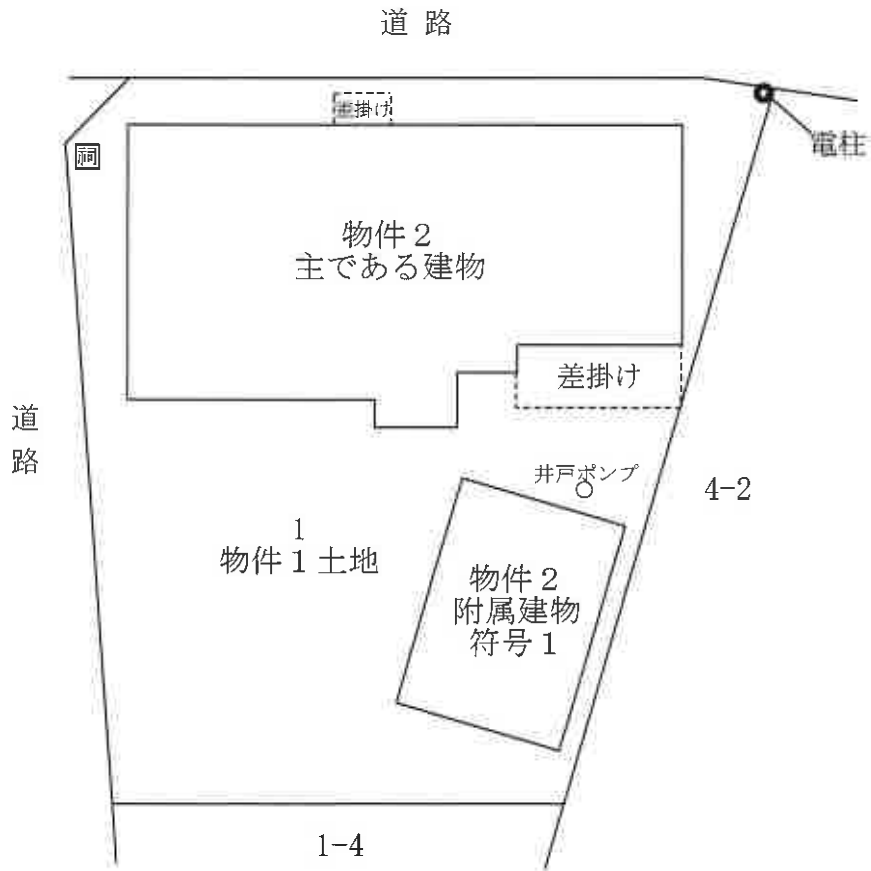 道 路
差掛け
電柱
祠
物件２
主である建物
差掛け
道
路
井戸ポンプ
4-2
1
物件１土地
物件２
附属建物
符号１
1-4